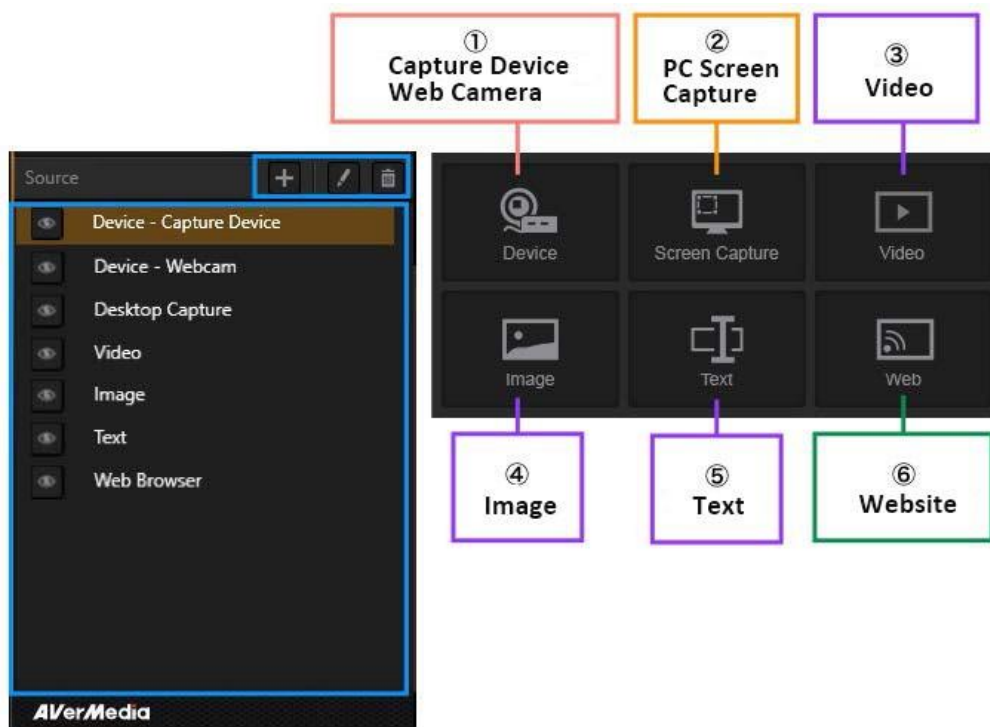 ①
Capture Device
Web Camera
②
PC Screen
Capture
③
Video
Source
Device - Capture Device
Device - Webcam
Desktop Capture
Video
Image
Text
Web Browser
AVerMedia
Device
Screen Capture
Video
Image
Text
Web
④
Image
⑤
Text
⑥
Website